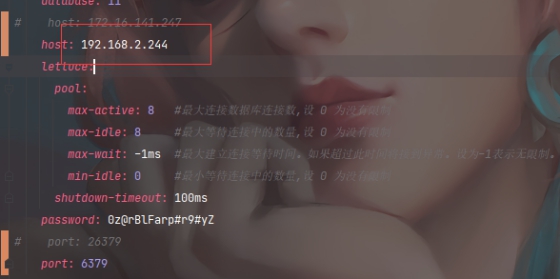 database: 11
# host: 172.16.141.247
host: 192.168.2.244
lettuce:
pool:
max-active: 8 #最大连接数据库连接数,设 0 为没有限制
max-idle: 8 #最大等待连接中的数量,设 0 为没有限制
max-wait: -1ms #最大建立连接等待时间。如果超过此时间将接到异常。设为-1表示无限制。
min-idle: 0 #最小等待连接中的数量,设 0 为没有限制
shutdown-timeout: 100ms
password: 0z@rBlFarp#r9#yZ
# port: 26379
port: 6379